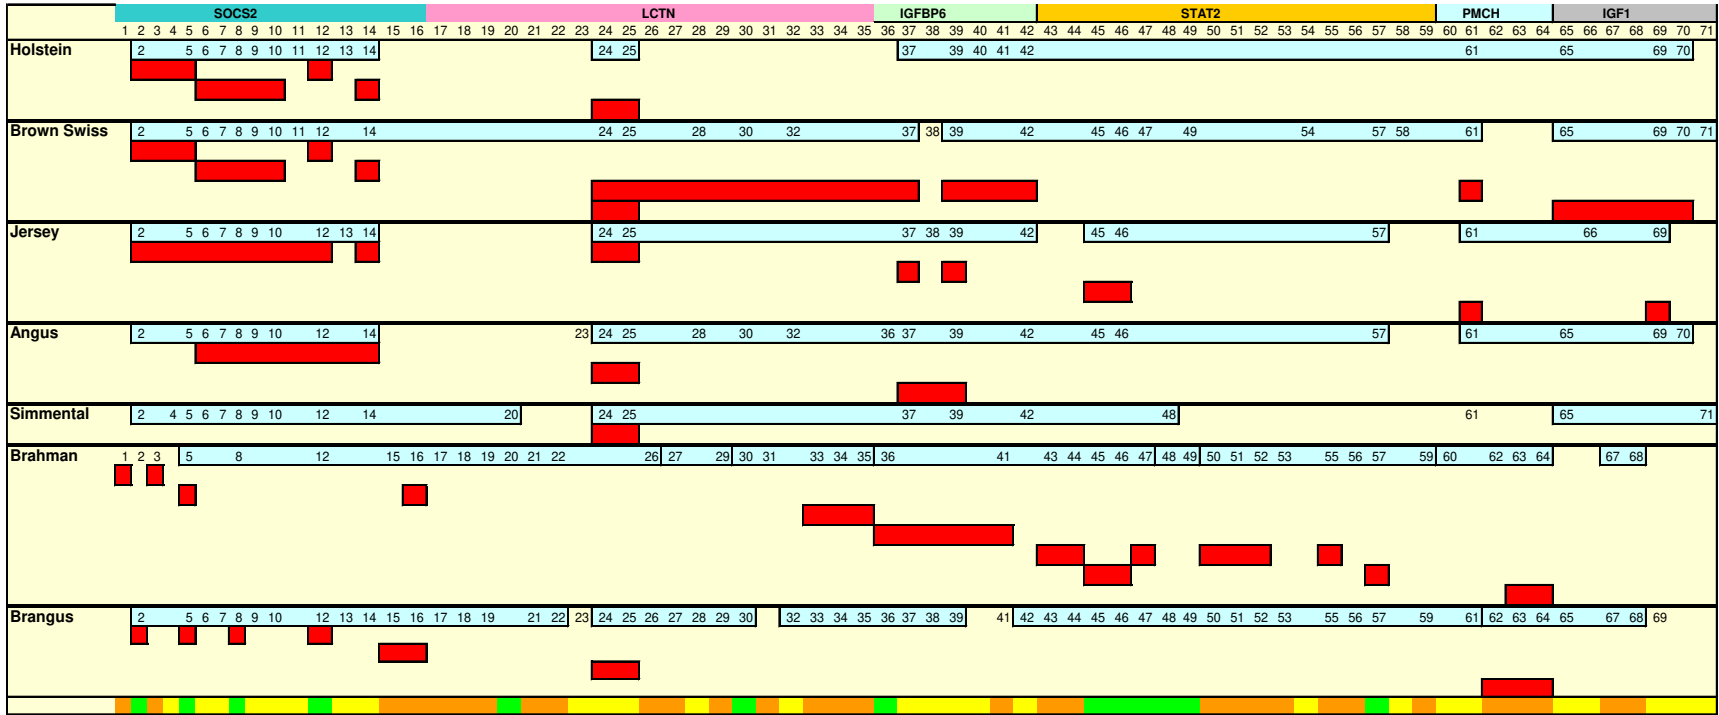 SOCS2 LCTN IGFBP6 STAT2 PMCH IGF1
1 2 3 4 5 6 7 8 9 10 11 12 13 14 15 16 17 18 19 20 21 22 23 24 25 26 27 28 29 30 31 32 33 34 35 36 37 38 39 40 41 42 43 44 45 46 47 48 49 50 51 52 53 54 55 56 57 58 59 60 61 62 63 64 65 66 67 68 69 70 71
Holstein 2 5 6 7 8 9 10 11 12 13 14 24 25 37 39 40 41 42 61 65 69 70
Brown Swiss 2 5 6 7 8 9 10 11 12 14 24 25 28 30 32 37 38 39 42 45 46 47 49 54 57 58 61 65 69 70 71
Jersey 2 5 6 7 8 9 10 12 13 14 24 25 37 38 39 42 45 46 57 61 66 69
Angus 2 5 6 7 8 9 10 12 14 23 24 25 28 30 32 36 37 39 42 45 46 57 61 65 69 70
Simmental 2 4 5 6 7 8 9 10 12 14 20 24 25 37 39 42 48 61 65 71
Brahman 1 2 3 5 8 12 15 16 17 18 19 20 21 22 26 27 29 30 31 33 34 35 36 41 43 44 45 46 47 48 49 50 51 52 53 55 56 57 59 60 62 63 64 67 68
Brangus 2 5 6 7 8 9 10 12 13 14 15 16 17 18 19 21 22 23 24 25 26 27 28 29 30 32 33 34 35 36 37 38 39 41 42 43 44 45 46 47 48 49 50 51 52 53 55 56 57 59 61 62 63 64 65 67 68 69